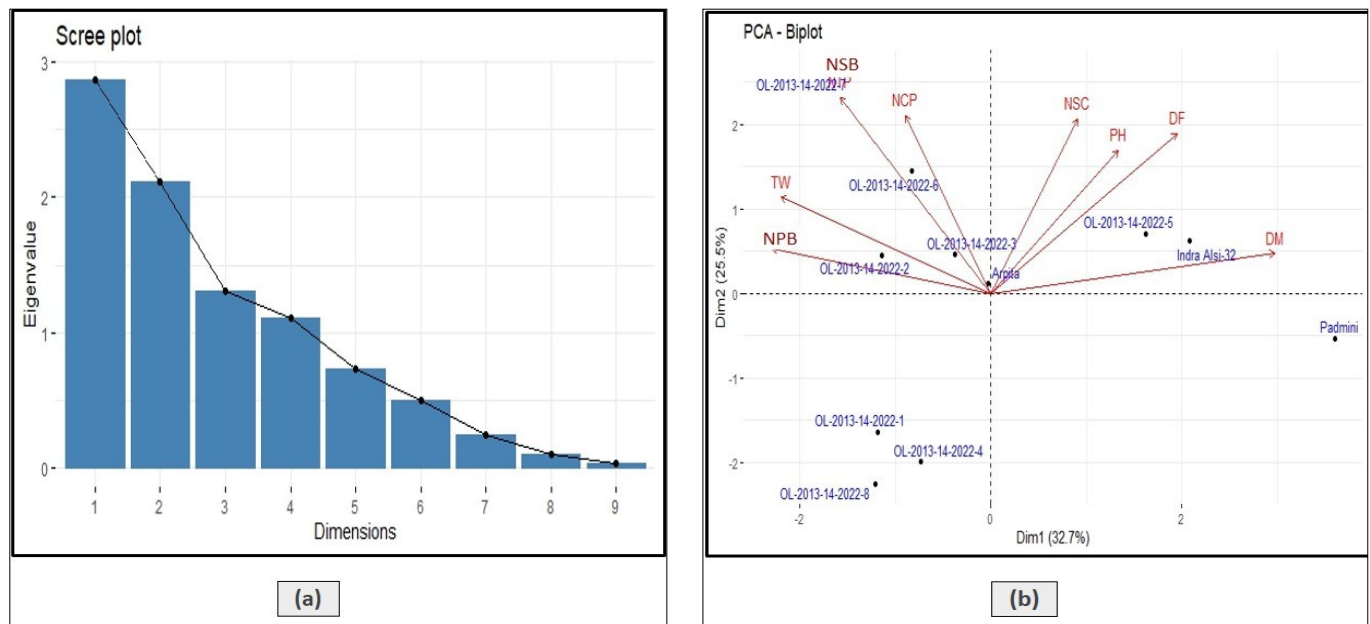 Scree plot
3
2
1
0
Eigenvalue
1 2 3 4 5 6 7 8 9
Dimensions
(a)
PCA - Biplot
NSB
OL-2013-14-2022-7
NCP
NSC
DF
PH
OL-2013-14-2022-6
TW
OL-2013-14-2022-5
NPB
OL-2013-14-2022-3
Indra Alsi-32
DM
OL-2013-14-2022-2
Arpita
Padmini
OL-2013-14-2022-1
OL-2013-14-2022-4
OL-2013-14-2022-8
2
1
0
-1
-2
Dim2 (25.5%)
-2 0 2
Dim1 (32.7%)
(b)